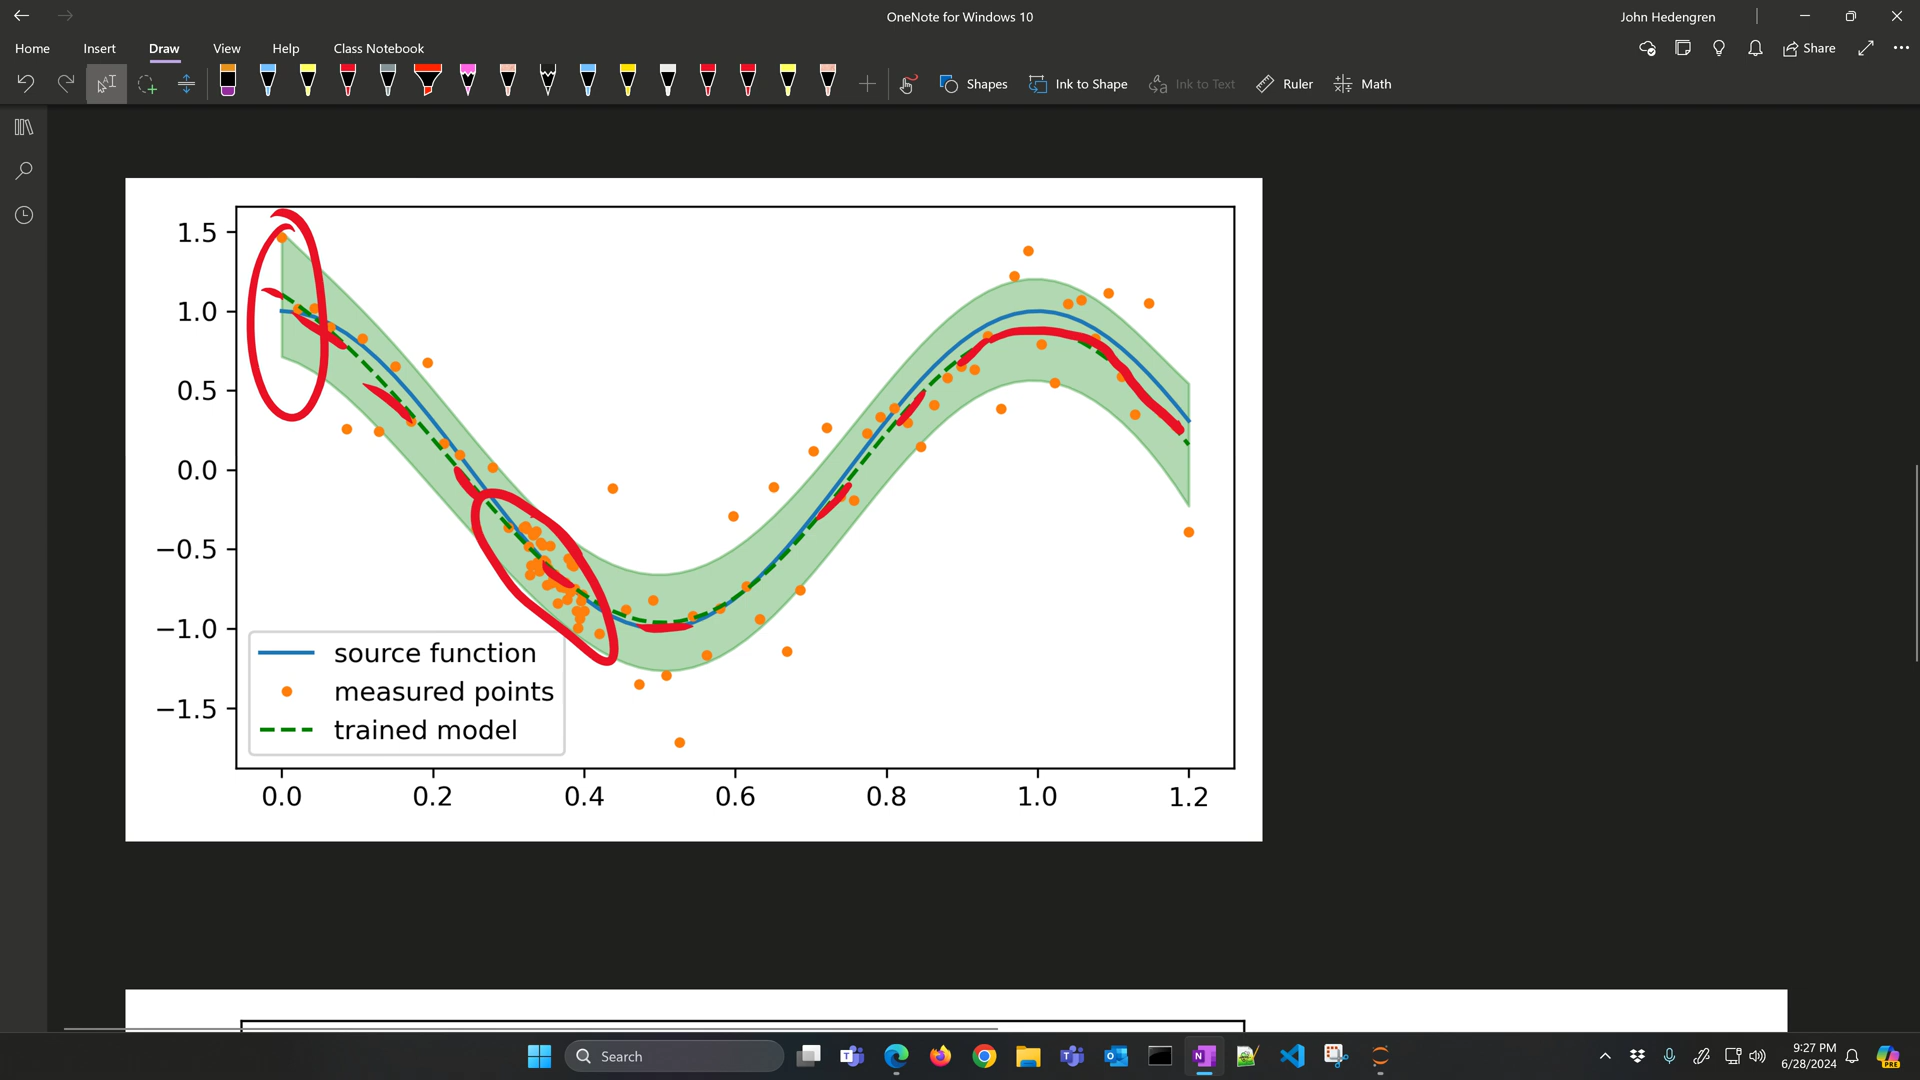 OneNote for Windows 10
John Hedengren
Home Insert Draw View Help Class Notebook
Share
Shapes Ink to Shape Ink to Text Ruler Math
1.5
1.0
0.5
0.0
−0.5
−1.0
−1.5
source function
measured points
trained model
0.0 0.2 0.4 0.6 0.8 1.0 1.2
Search
9:27 PM
6/28/2024
PRE